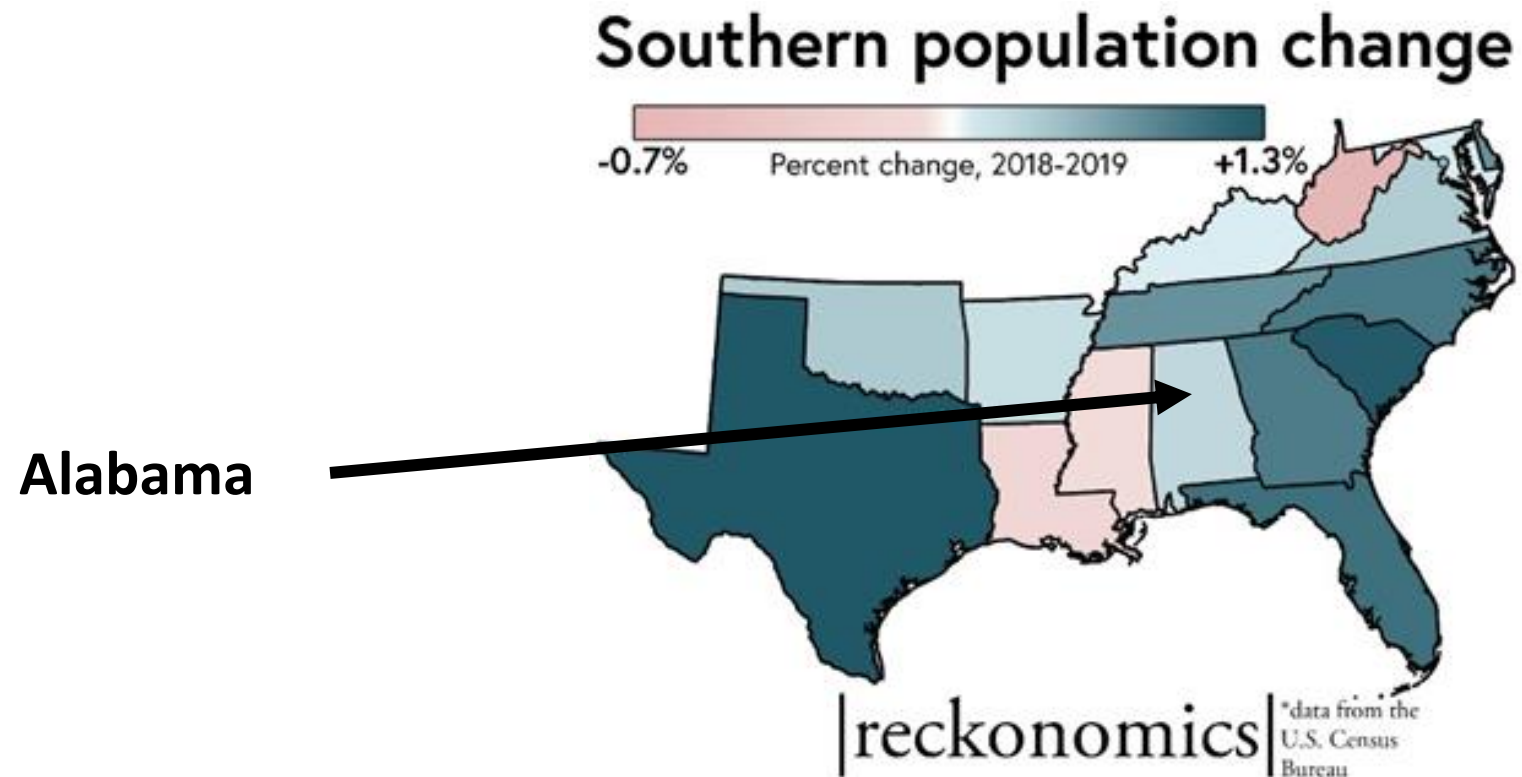 Southern population change
-0.7% Percent change, 2018-2019 +1.3%
Alabama
reckonomics
*data from the
U.S. Census
Bureau